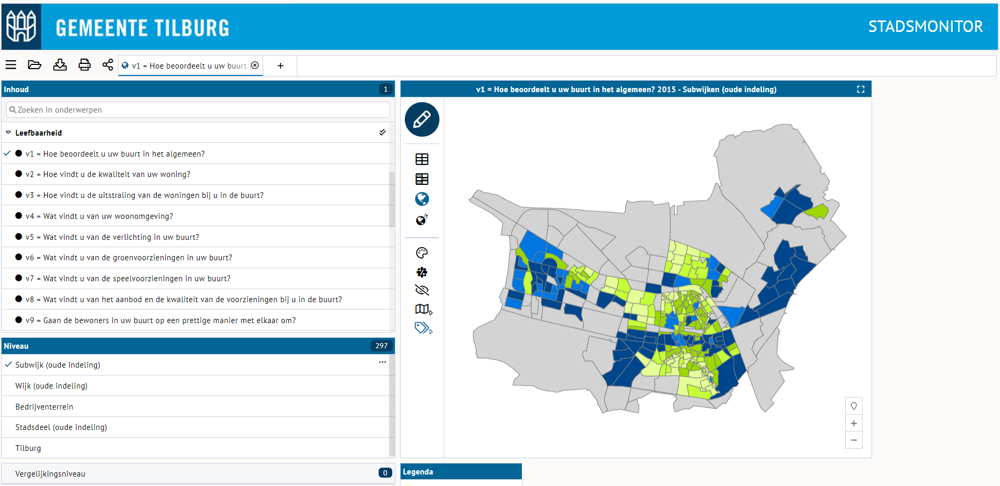 GEMEENTE TILBURG
STADSMONITOR
v1 = Hoe beoordeelt u uw buurt
+
Inhoud
1
Zoeken in onderwerpen
Leefbaarheid
v1 = Hoe beoordeelt u uw buurt in het algemeen?
v2 = Hoe vindt u de kwaliteit van uw woning?
v3 = Hoe vindt u de uitstraling van de woningen bij u in de buurt?
v4 = Wat vindt u van uw woonomgeving?
v5 = Wat vindt u van de verlichting in uw buurt?
v6 = Wat vindt u van de groenvoorzieningen in uw buurt?
v7 = Wat vindt u van de speelvoorzieningen in uw buurt?
v8 = Wat vindt u van het aanbod en de kwaliteit van de voorzieningen bij u in de buurt?
v9 = Gaan de bewoners in uw buurt op een prettige manier met elkaar om?
Niveau
297
Subwijk (oude indeling)
...
Wijk (oude indeling)
Bedrijventerrein
Stadsdeel (oude indeling)
Tilburg
Vergelijkingsniveau
0
v1 = Hoe beoordeelt u uw buurt in het algemeen? 2015 - Subwijken (oude indeling)
+
−
Legenda